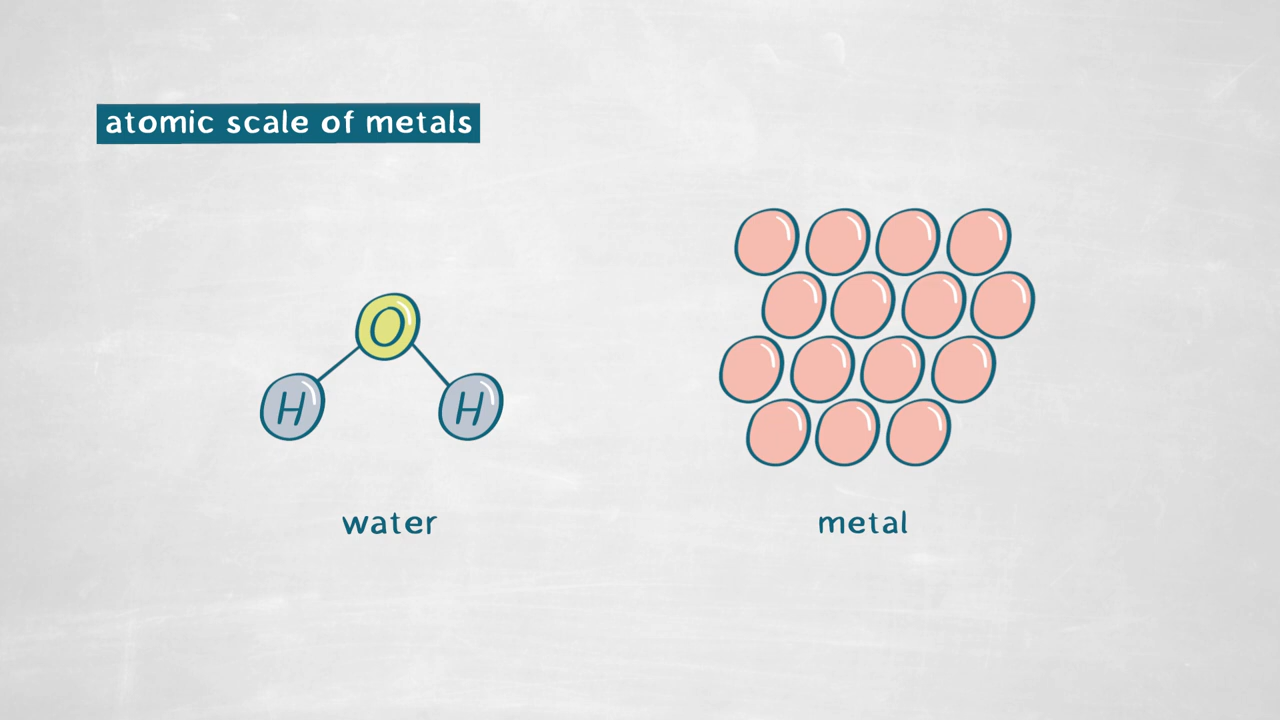 atomic scale of metals
O
H H
water
metal